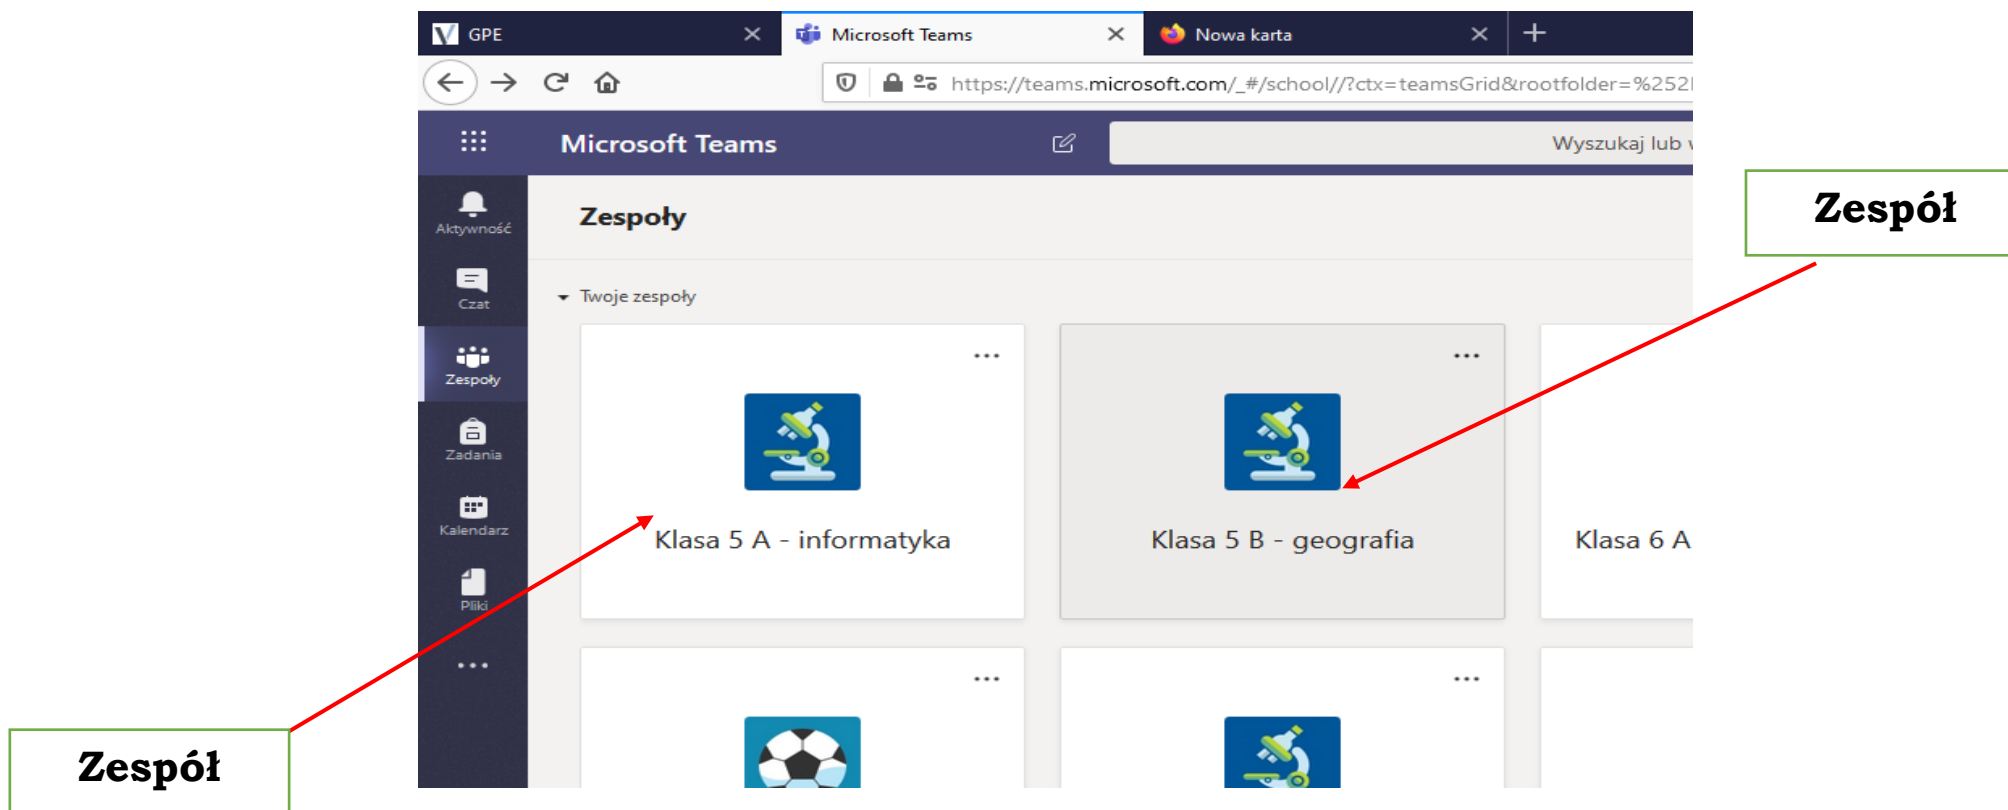 GPE
Microsoft Teams
Nowa karta
https://teams.microsoft.com/_#/school//?ctx=teamsGrid&rootfolder=%252
Microsoft Teams
Wyszukaj lub
Aktywność
Czat
Zespoły
Zadania
Kalendarz
Pliki
Zespoły
Twoje zespoły
Klasa 5 A - informatyka
Klasa 5 B - geografia
Klasa 6 A
Zespół
Zespół